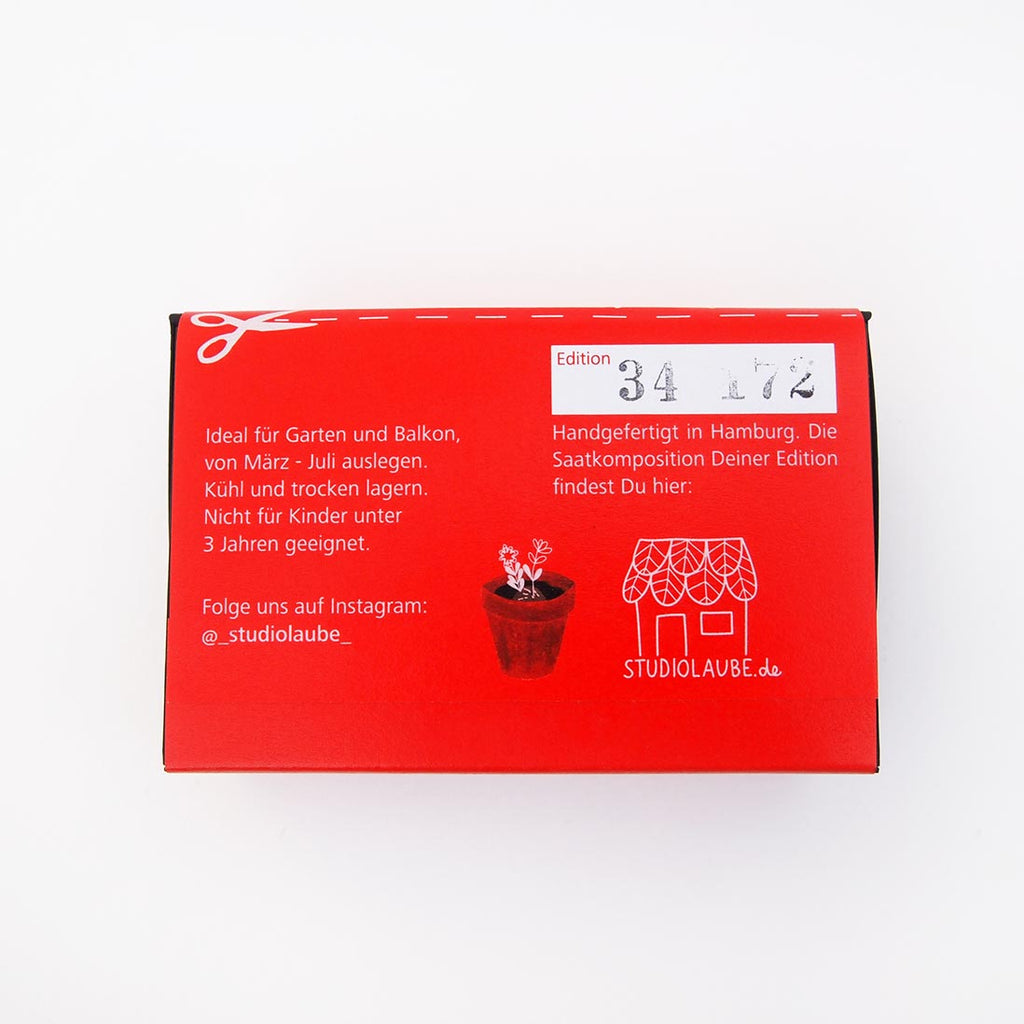 Edition 34 172
Ideal für Garten und Balkon,
von März - Juli auslegen.
Kühl und trocken lagern.
Nicht für Kinder unter
3 Jahren geeignet.
Folge uns auf Instagram:
@_studiolaube_
Handgefertigt in Hamburg. Die
Saatkomposition Deiner Edition
findest Du hier:
STUDIOLAUBE.de